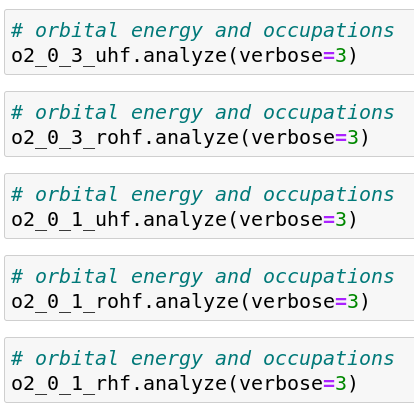 # orbital energy and occupations
o2_0_3_uhf.analyze(verbose=3)
# orbital energy and occupations
o2_0_3_rohf.analyze(verbose=3)
# orbital energy and occupations
o2_0_1_uhf.analyze(verbose=3)
# orbital energy and occupations
o2_0_1_rohf.analyze(verbose=3)
# orbital energy and occupations
o2_0_1_rhf.analyze(verbose=3)